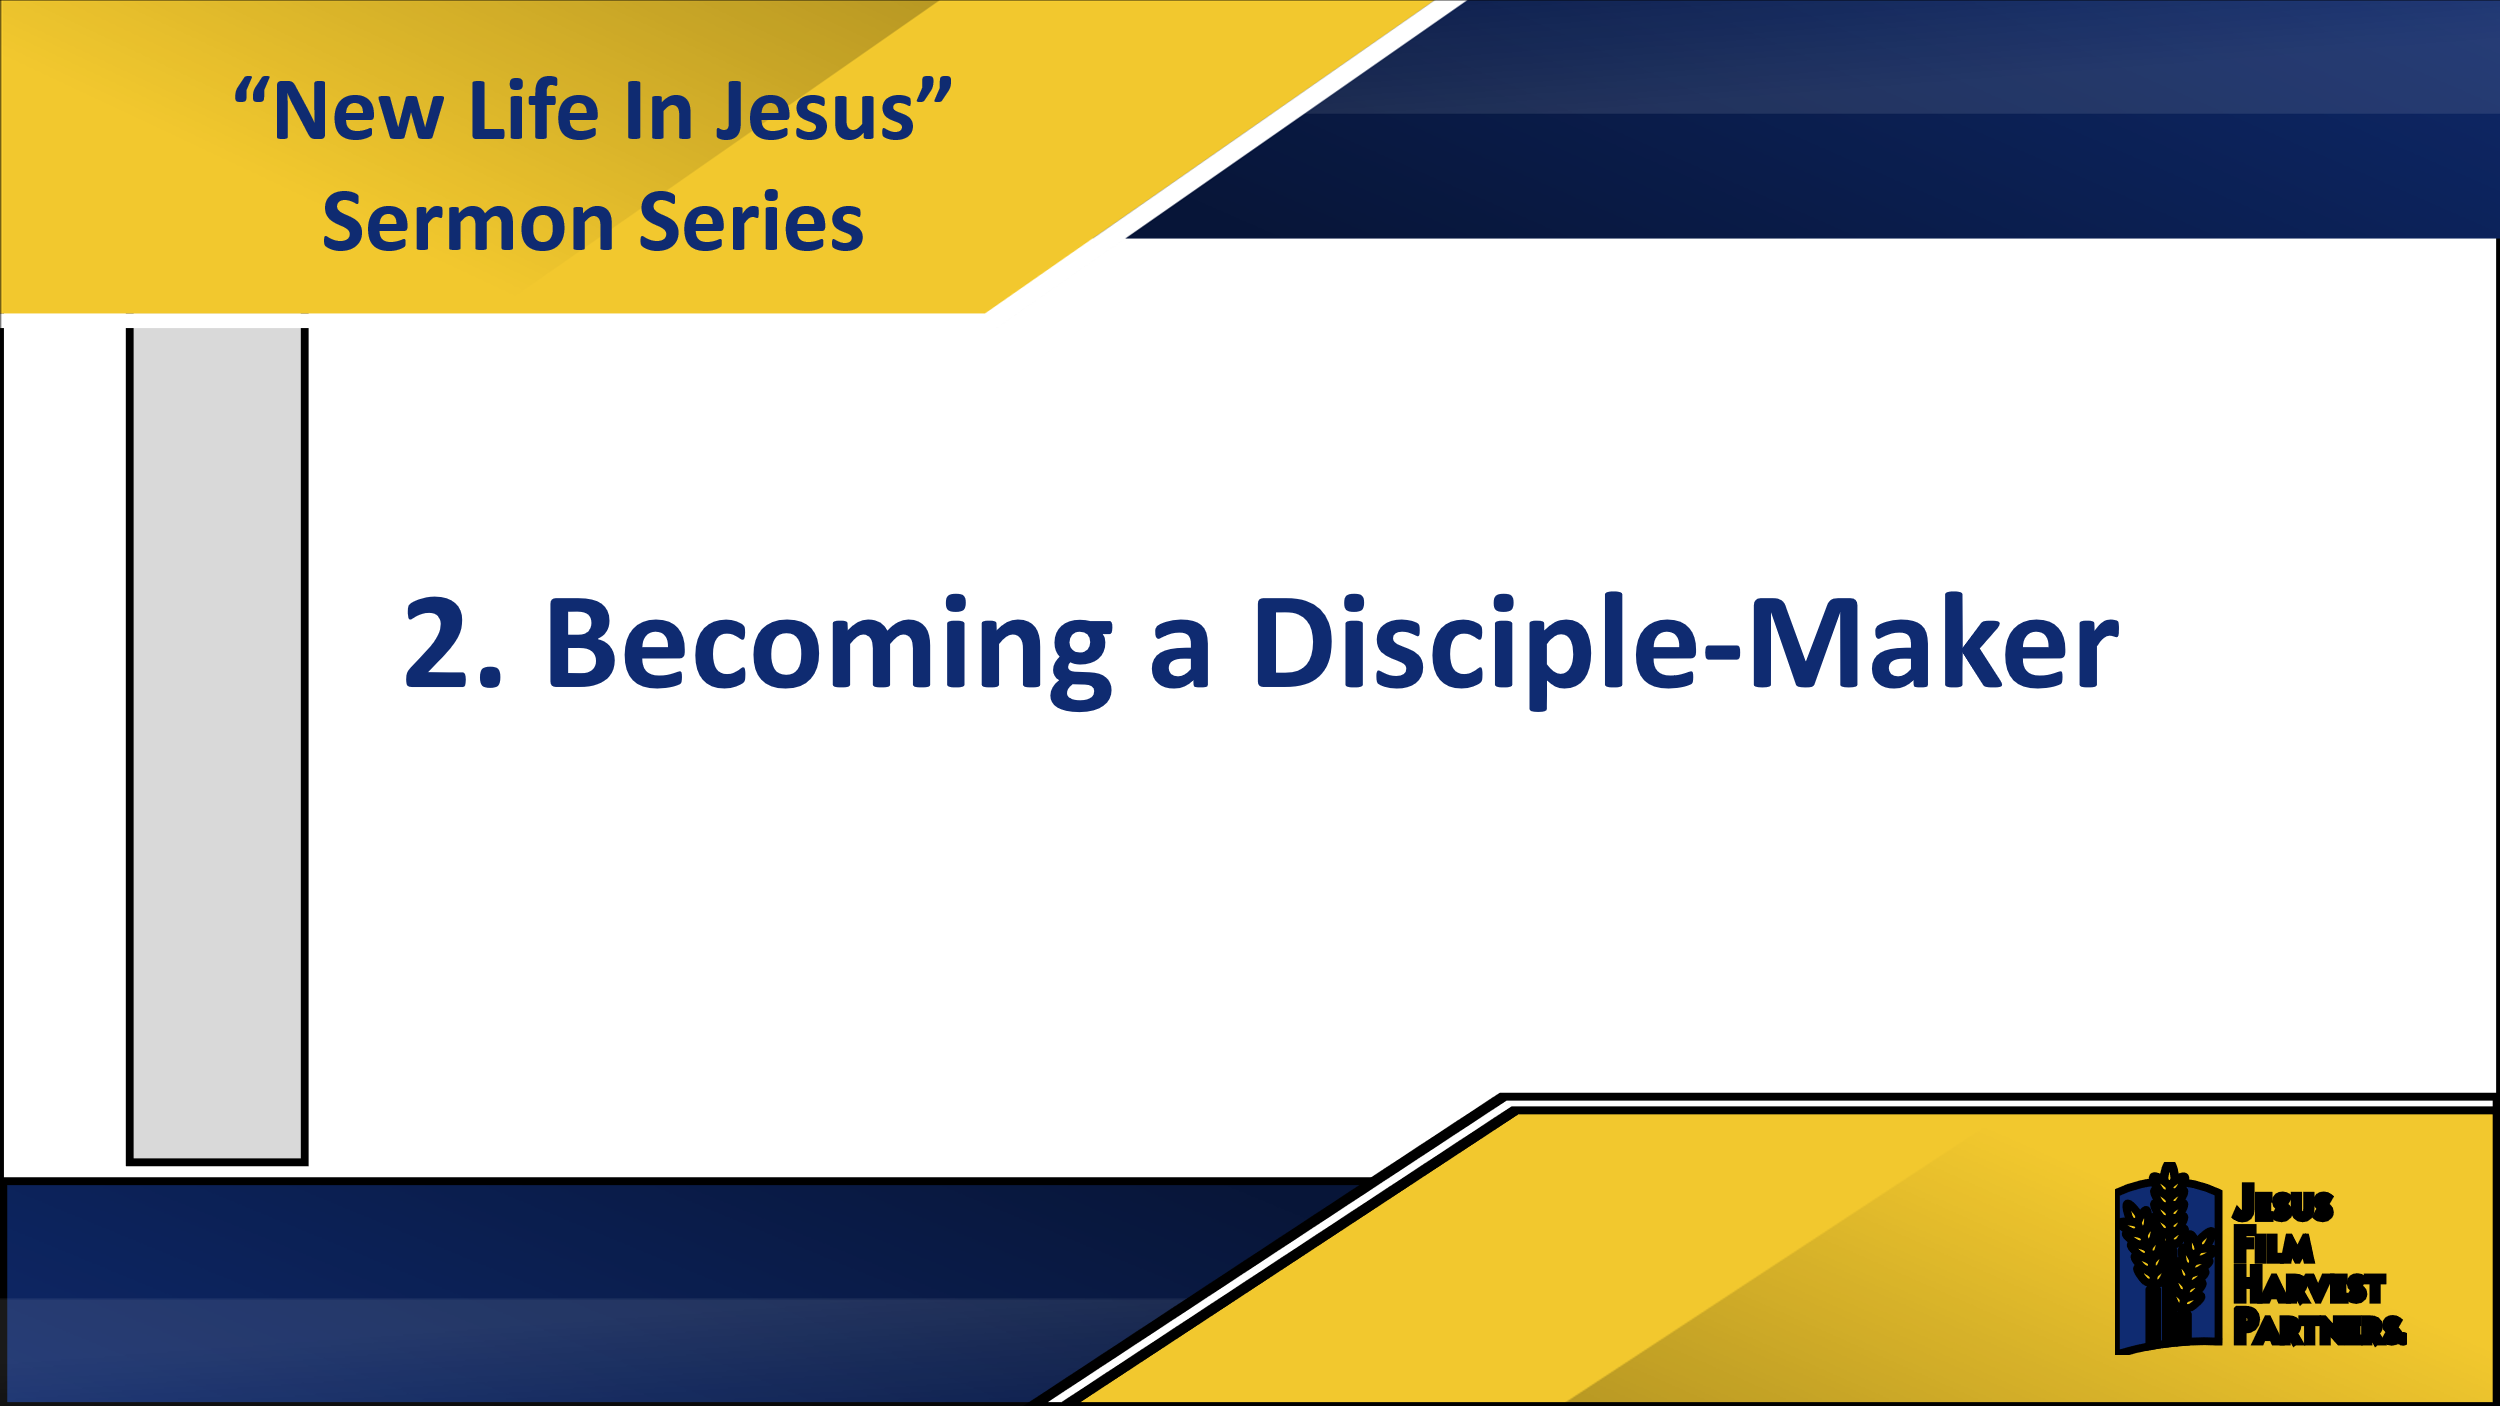 “New Life In Jesus”
Sermon Series
2. Becoming a Disciple-Maker
Jesus
Film
Harvest
Partners